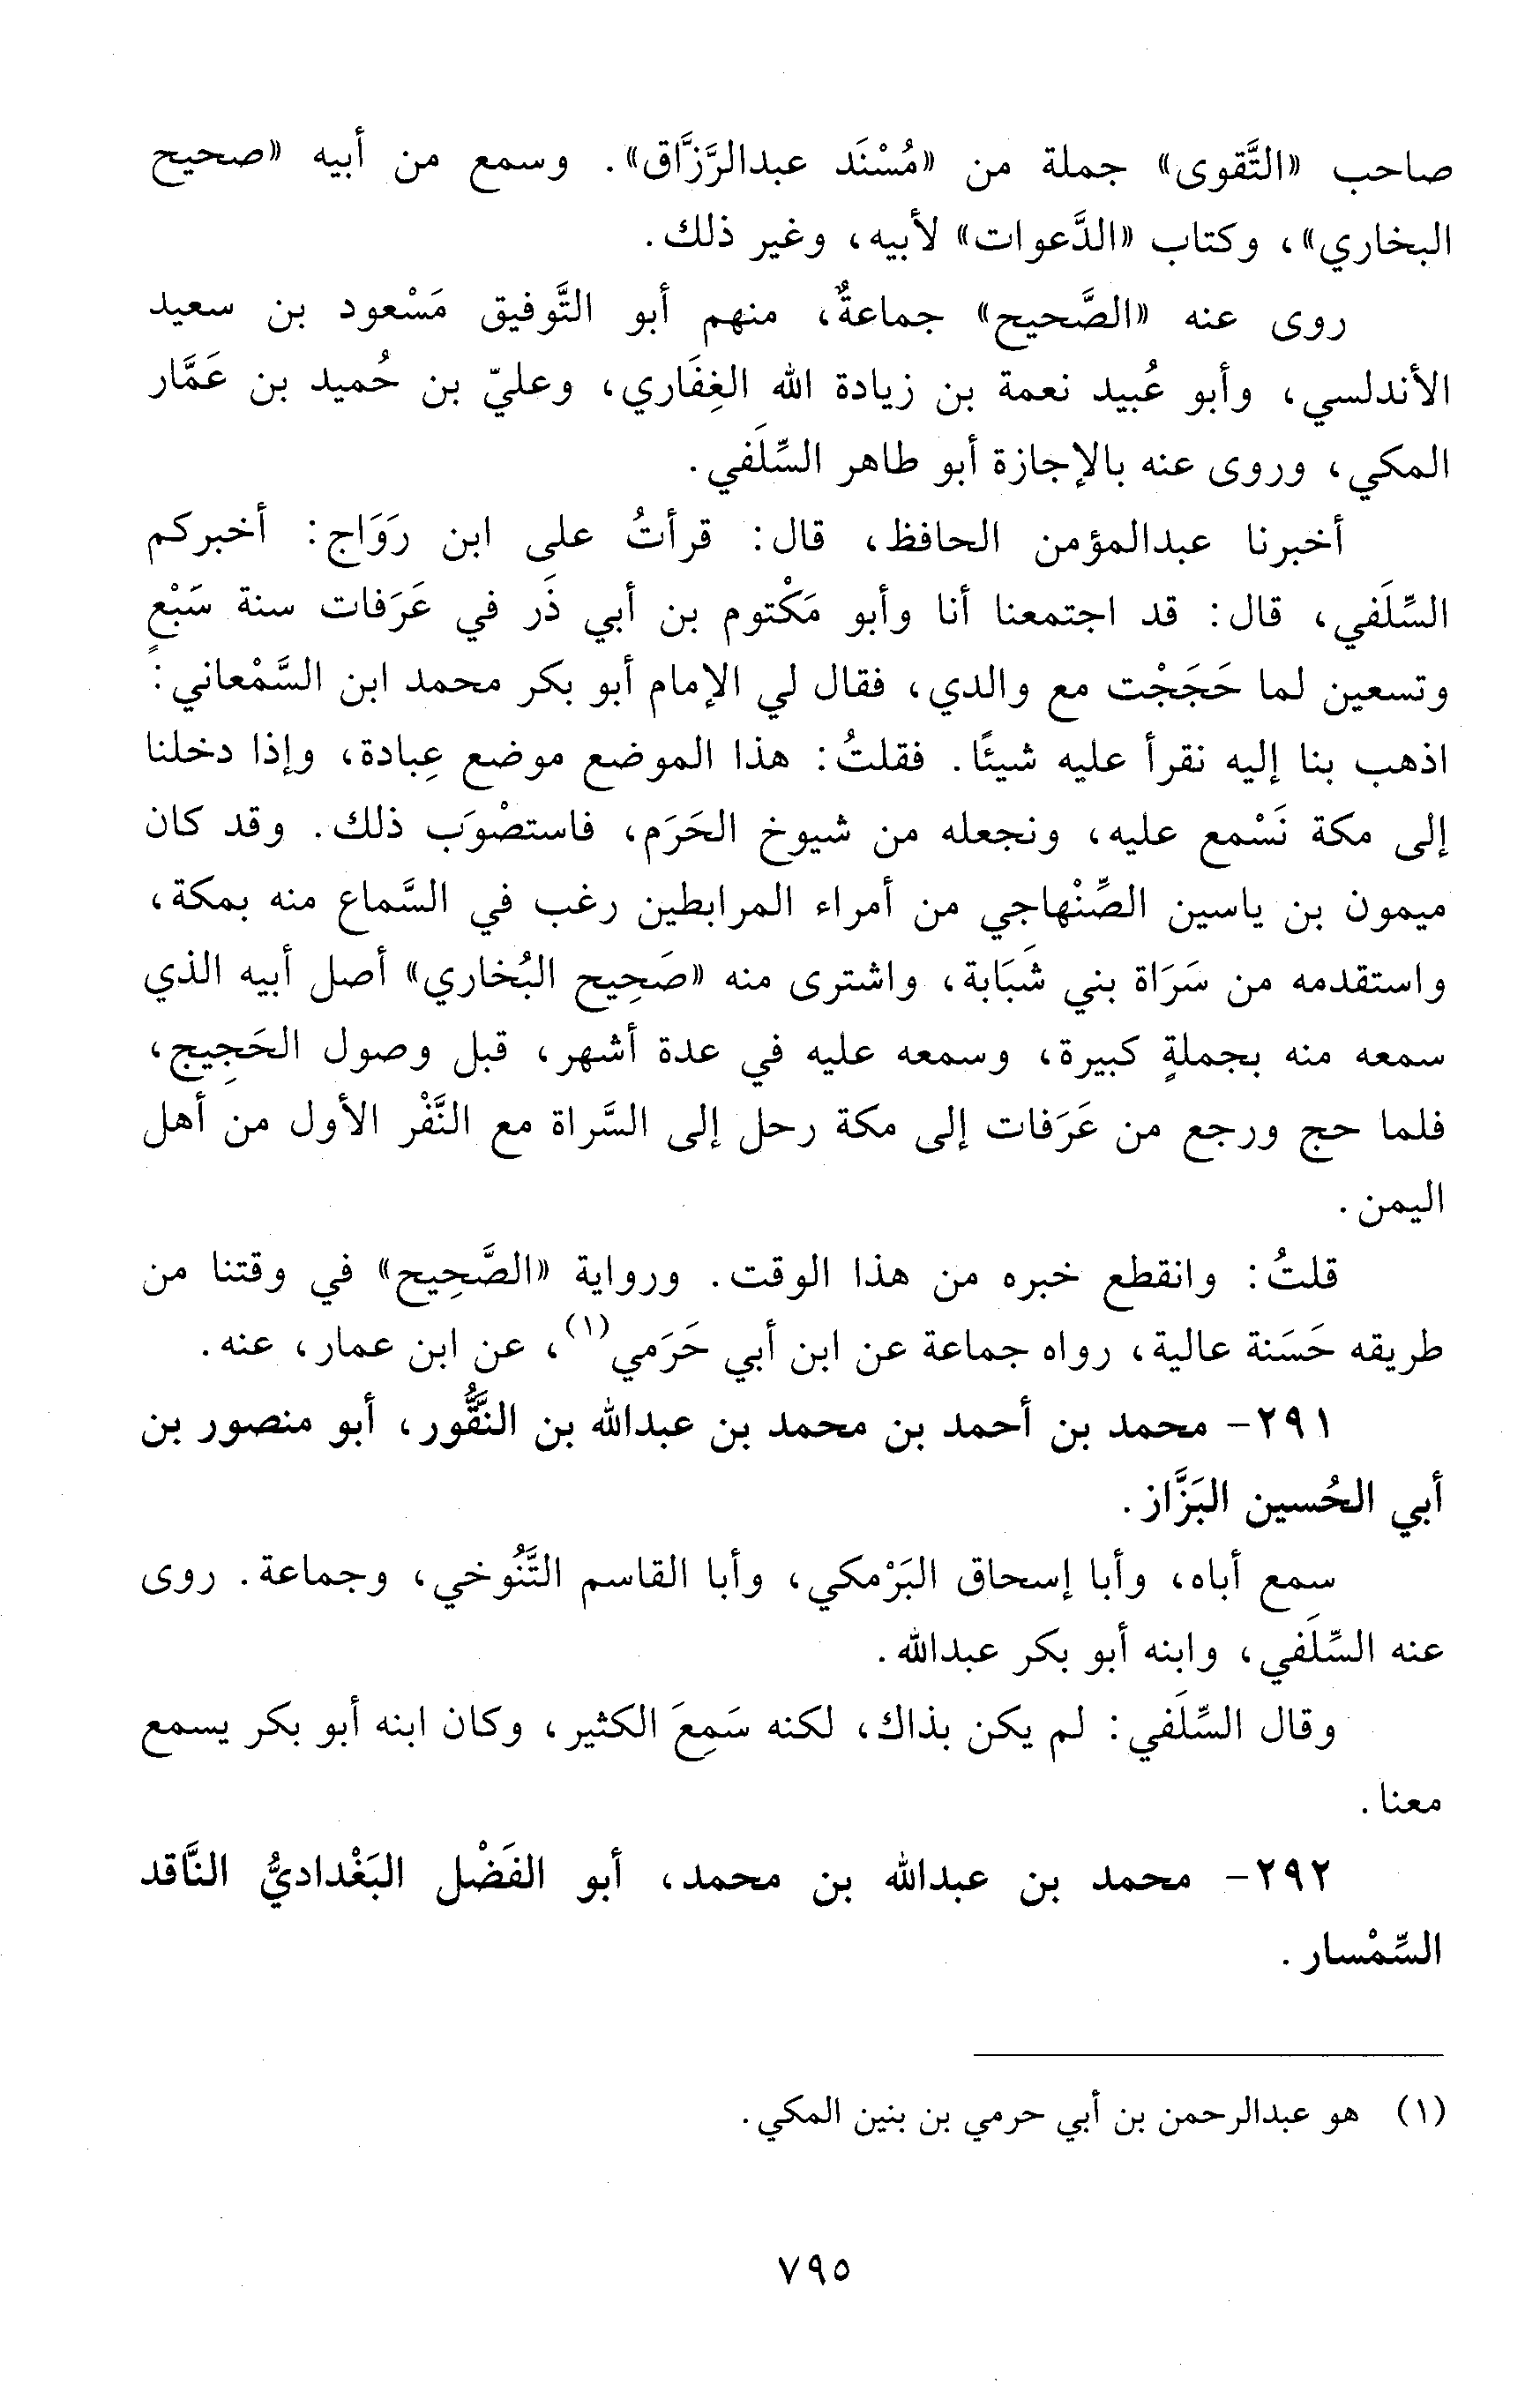 صاحب «التَّقوى» جملة من «مُسْنَد عبدالرَّزَّاق». وسمع من أبيه «صحيح
البخاري»، وكتاب «الدَّعوات» لأبيه، وغير ذلك.
روى عنه «الصَّحيح» جماعةٌ، منهم أبو التَّوفيق مَسْعود بن سعيد
الأندلسي، وأبو عُبيد نعمة بن زيادة الله الغِفَاري، وعليّ بن حُميد بن عَمَّار
المكي، وروى عنه بالإجازة أبو طاهر السِّلَفي.
أخبرنا عبدالمؤمن الحافظ، قال: قرأتُ على ابن رَوَاج: أخبركم
السِّلَفي، قال: قد اجتمعنا أنا وأبو مَكْتوم بن أبي ذَر في عَرَفات سنة سَبْعٍ
وتسعين لما حَجَجْت مع والدي، فقال لي الإمام أبو بكر محمد ابن السَّمْعاني:
اذهب بنا إليه نقرأ عليه شيئًا. فقلتُ: هذا الموضع موضع عِبادة، وإذا دخلنا
إلى مكة نَسْمع عليه، ونجعله من شيوخ الحَرَم، فاستصْوَب ذلك. وقد كان
ميمون بن ياسين الصِّنْهاجي من أمراء المرابطين رغب في السَّماع منه بمكة،
واستقدمه من سَرَاة بني شَبَابة، واشترى منه «صَحِيح البُخاري» أصل أبيه الذي
سمعه منه بجملةٍ كبيرة، وسمعه عليه في عدة أشهر، قبل وصول الحَجِيج،
فلما حج ورجع من عَرَفات إلى مكة رحل إلى السَّراة مع النَّفْر الأول من أهل
اليمن.
قلتُ: وانقطع خبره من هذا الوقت. ورواية «الصَّحِيح» في وقتنا من
طريقه حَسَنة عالية، رواه جماعة عن ابن أبي حَرَمي(١)، عن ابن عمار، عنه.
٢٩١- محمد بن أحمد بن محمد بن عبدالله بن النَّقُّور، أبو منصور بن
أبي الحُسين البَزَّاز.
سمع أباه، وأبا إسحاق البَرْمكي، وأبا القاسم التَّنُوخي، وجماعة. روى
عنه السِّلَفي، وابنه أبو بكر عبدالله.
وقال السِّلَفي: لم يكن بذاك، لكنه سَمِعَ الكثير، وكان ابنه أبو بكر يسمع
معنا.
٢٩٢- محمد بن عبدالله بن محمد، أبو الفَضْل البَغْداديُّ النَّاقد
السِّمْسار.
(١) هو عبدالرحمن بن أبي حرمي بن بنين المكي.
٧٩٥